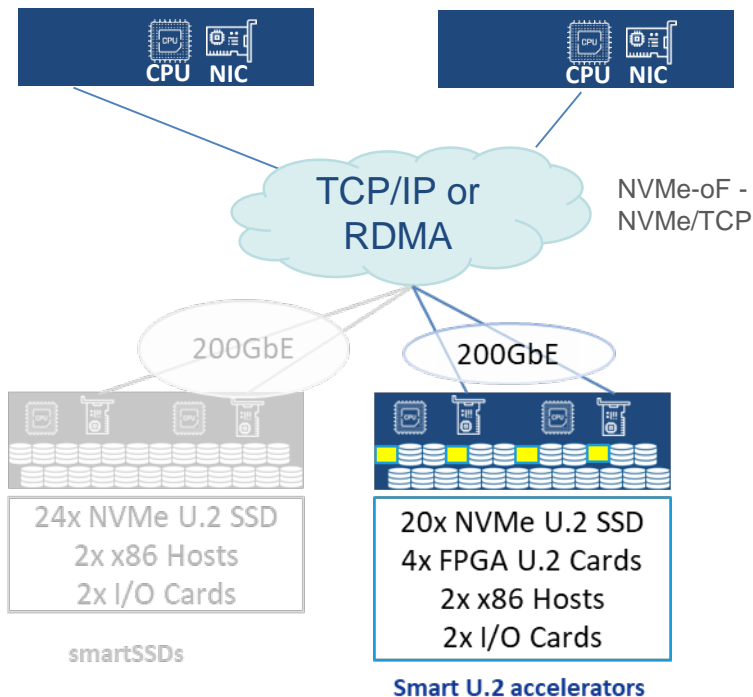 CPU NIC
CPU NIC
TCP/IP or
RDMA
NVMe-oF -
NVMe/TCP
200GbE
200GbE
24x NVMe U.2 SSD
2x x86 Hosts
2x I/O Cards
smartSSDs
20x NVMe U.2 SSD
4x FPGA U.2 Cards
2x x86 Hosts
2x I/O Cards
Smart U.2 accelerators